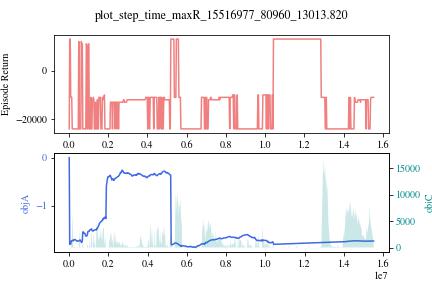 plot_step_time_maxR_15516977_80960_13013.820
Episode Return
0
−20000
0.0 0.2 0.4 0.6 0.8 1.0 1.2 1.4 1.6
objA
0
−1
objC
15000
10000
5000
0
0.0 0.2 0.4 0.6 0.8 1.0 1.2 1.4 1.6
1e7